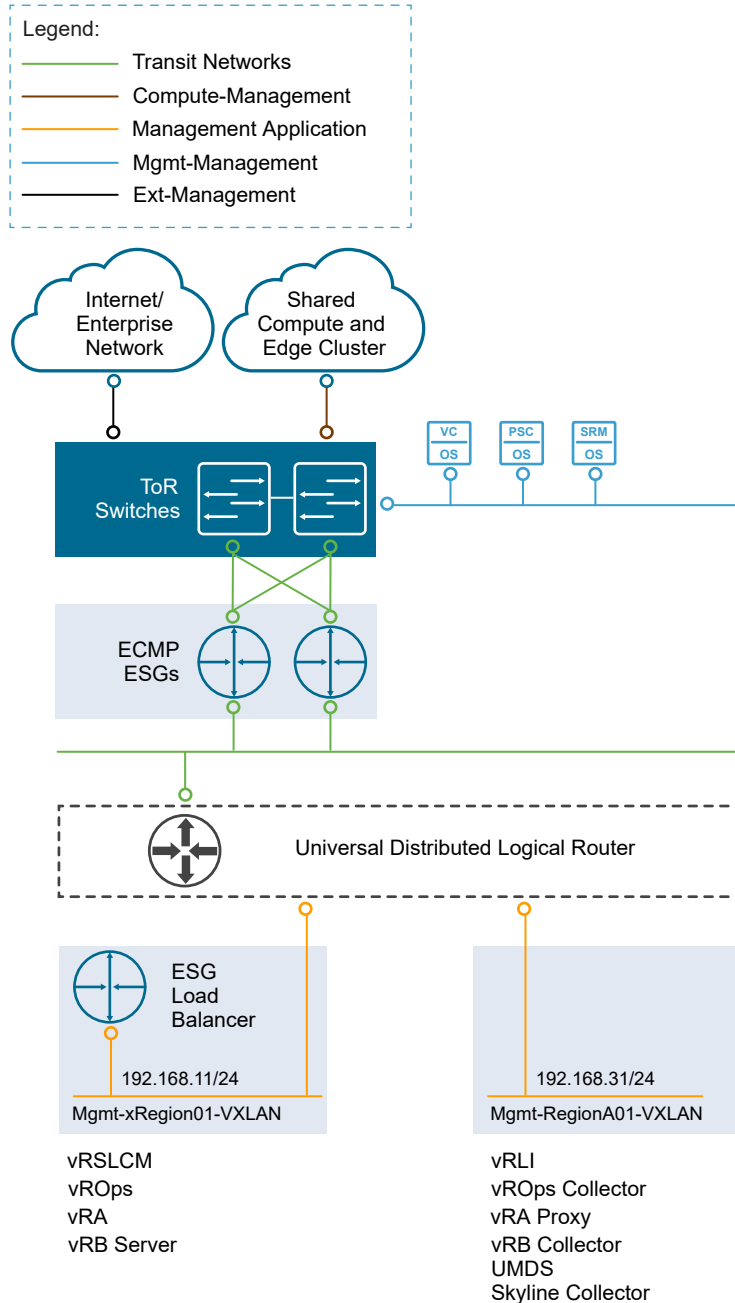 Legend:
Transit Networks
Compute-Management
Management Application
Mgmt-Management
Ext-Management
Internet/
Enterprise
Network
Shared
Compute and
Edge Cluster
VC
OS
PSC
OS
SRM
OS
ToR
Switches
ECMP
ESGs
Universal Distributed Logical Router
ESG
Load
Balancer
192.168.11/24
Mgmt-xRegion01-VXLAN
192.168.31/24
Mgmt-RegionA01-VXLAN
vRSLCM
vROps
vRA
vRB Server
vRLI
vROps Collector
vRA Proxy
vRB Collector
UMDS
Skyline Collector